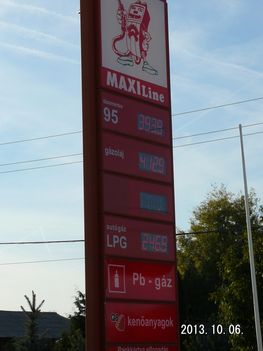 MAXILine
95
393.9
gázolaj
412.9
autógáz
LPG
246.9
Pb - gáz
kenőanyagok
2013. 10. 06.